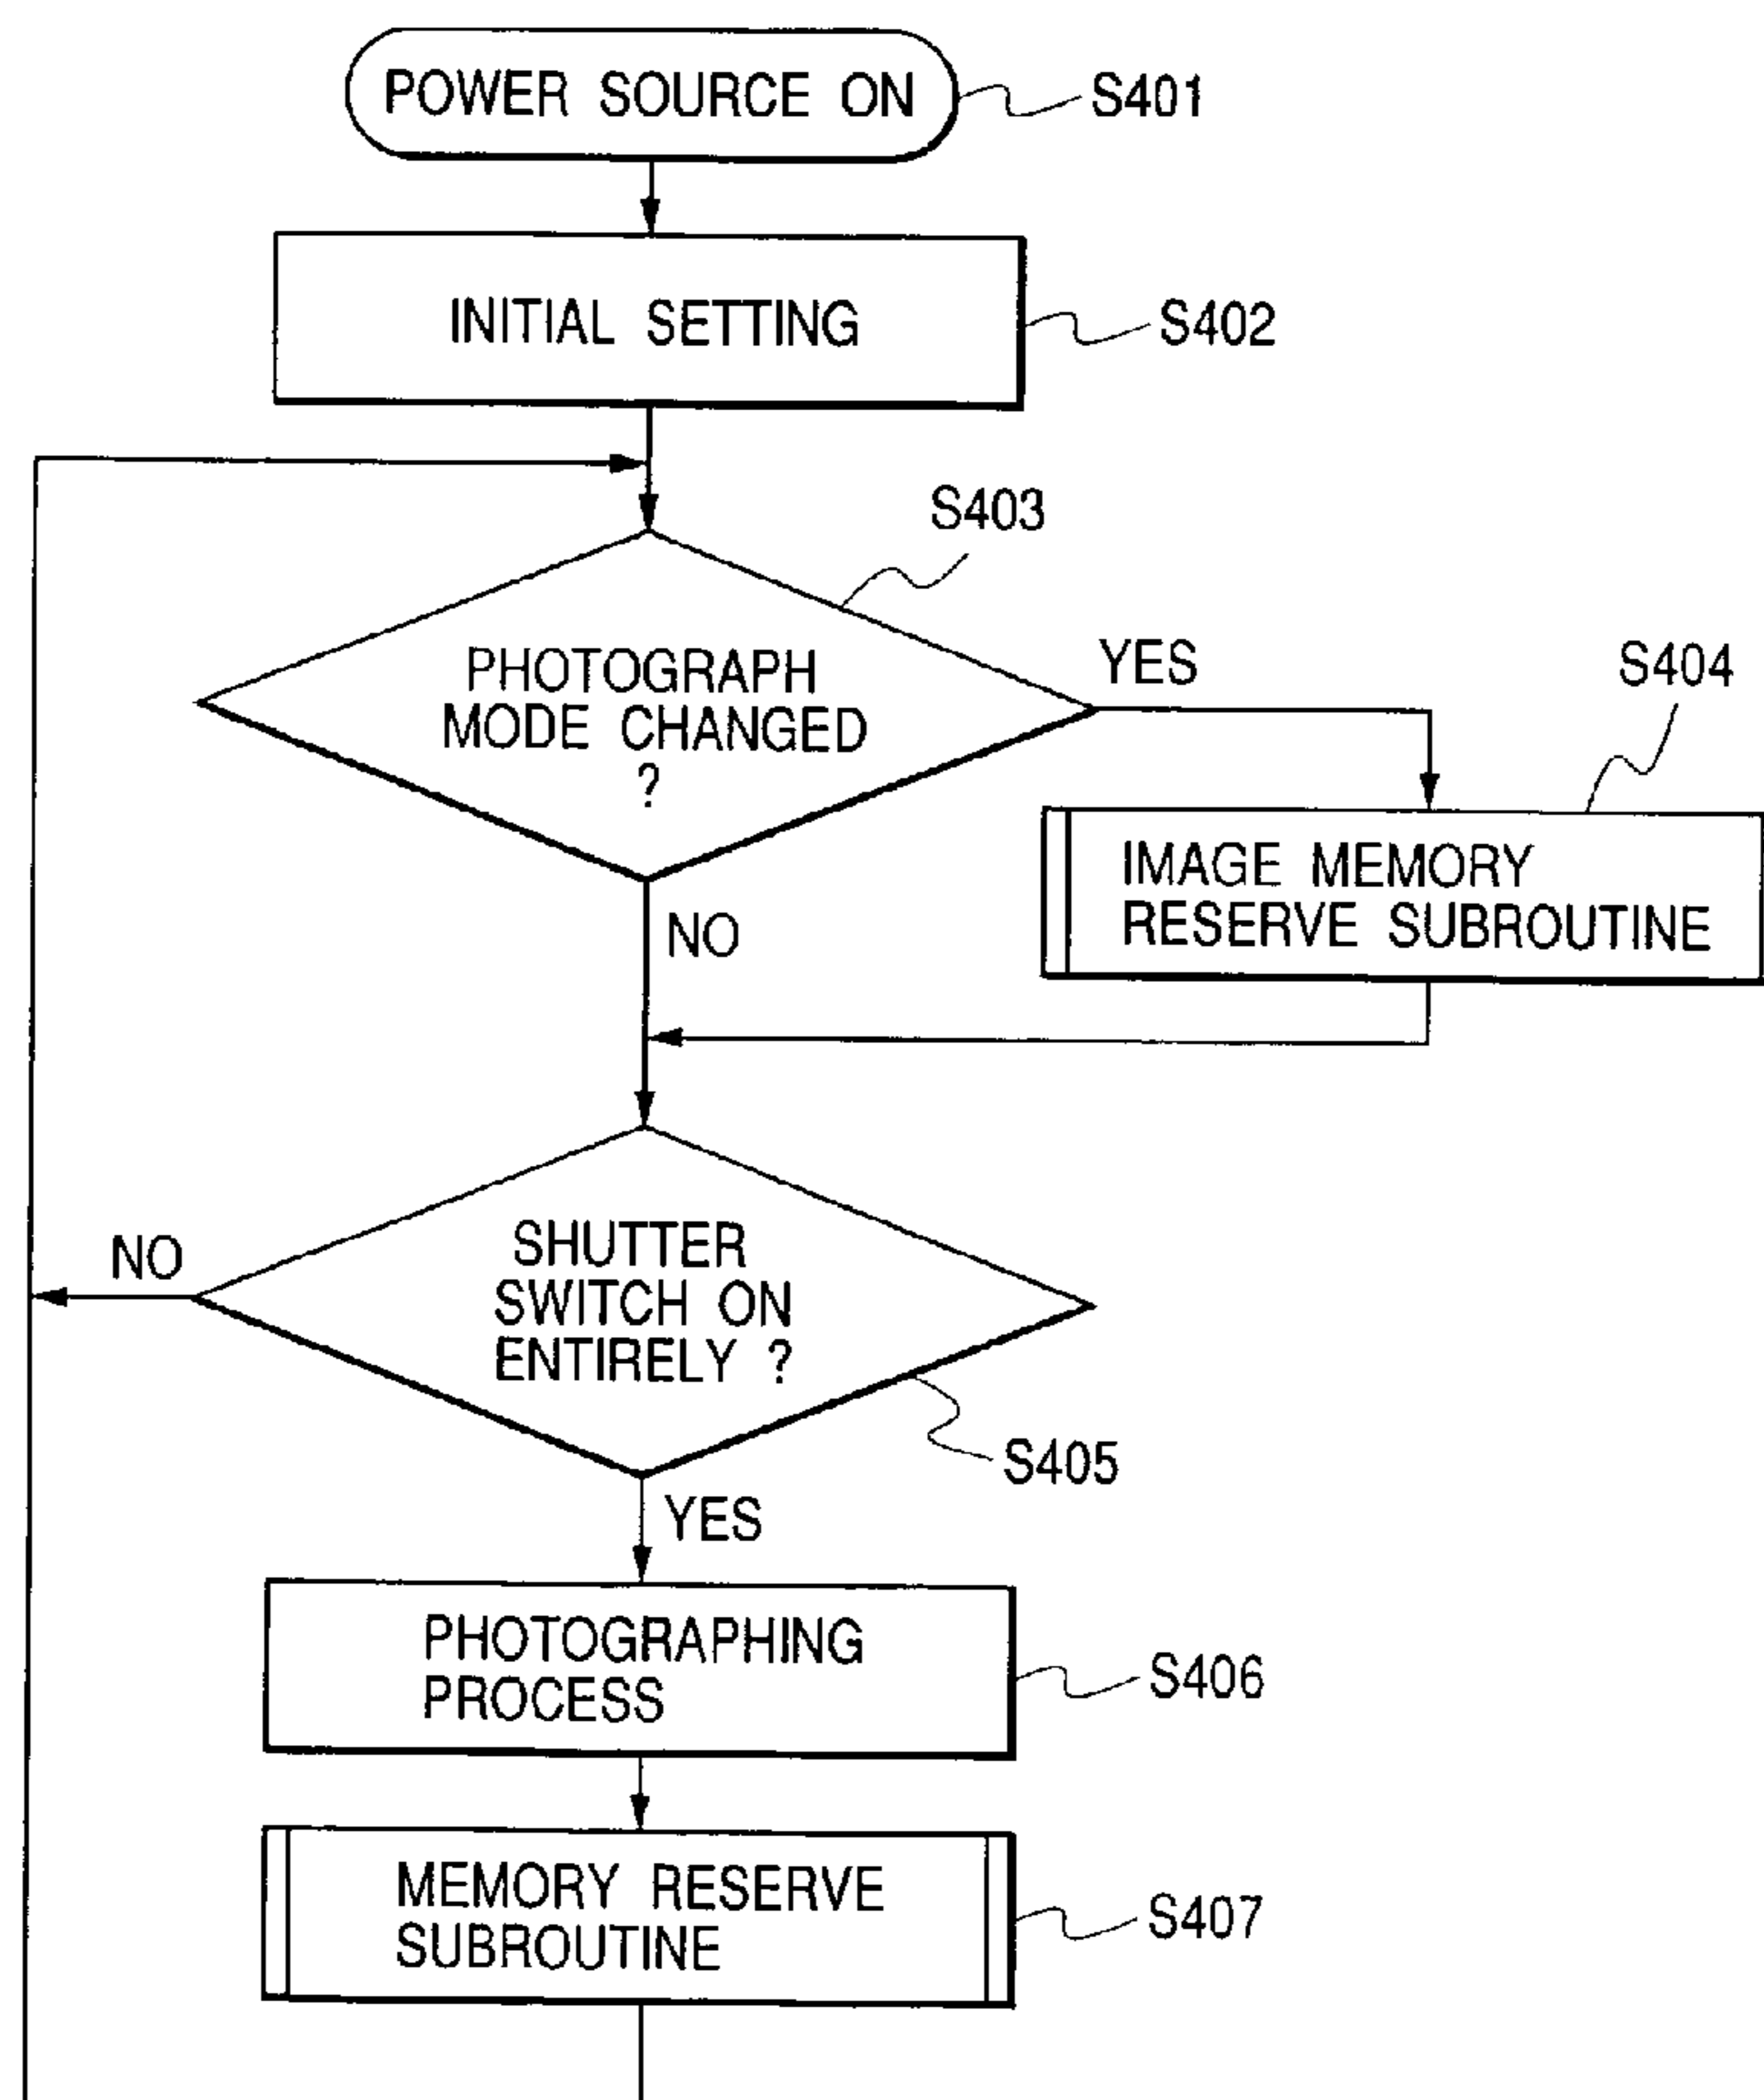 POWER SOURCE ON
S401
INITIAL SETTING
S402
S403
PHOTOGRAPH
MODE CHANGED
?
YES
S404
IMAGE MEMORY
RESERVE SUBROUTINE
NO
SHUTTER
SWITCH ON
ENTIRELY ?
NO
S405
YES
PHOTOGRAPHING
PROCESS
S406
MEMORY RESERVE
SUBROUTINE
S407